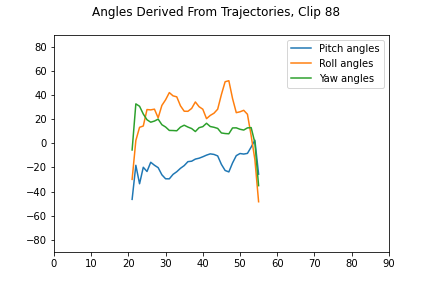 Angles Derived From Trajectories, Clip 88
Pitch angles
Roll angles
Yaw angles
80
60
40
20
0
−20
−40
−60
−80
0 10 20 30 40 50 60 70 80 90